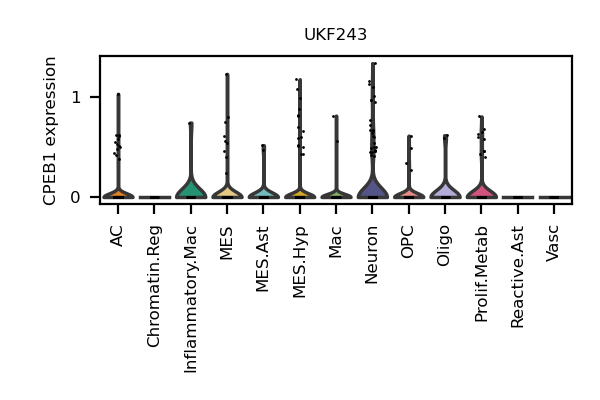 UKF243
CPEB1 expression
1
0
AC
Chromatin.Reg
Inflammatory.Mac
MES
MES.Ast
MES.Hyp
Mac
Neuron
OPC
Oligo
Prolif.Metab
Reactive.Ast
Vasc